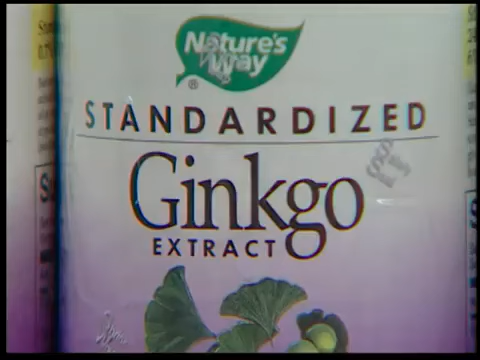 Nature's
Way
®
STANDARDIZED
Ginkgo
EXTRACT